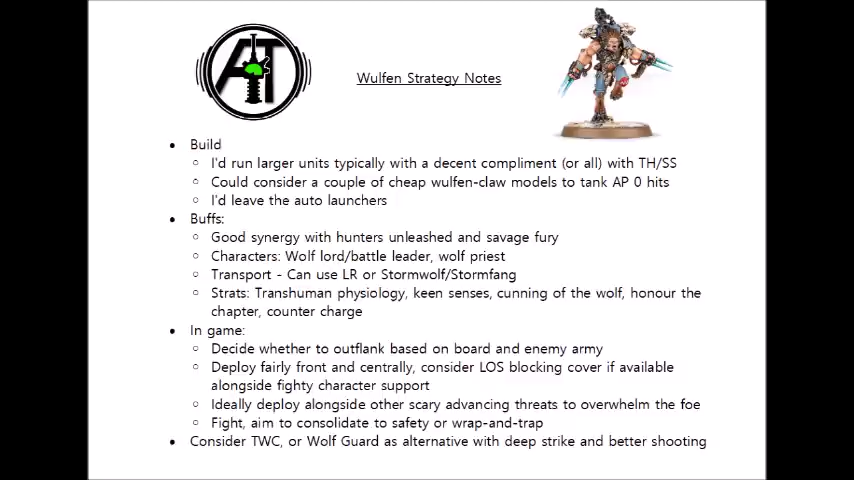 AT
Wulfen Strategy Notes
• Build
○ I'd run larger units typically with a decent compliment (or all) with TH/SS
○ Could consider a couple of cheap wulfen-claw models to tank AP 0 hits
○ I'd leave the auto launchers
• Buffs:
○ Good synergy with hunters unleashed and savage fury
○ Characters: Wolf lord/battle leader, wolf priest
○ Transport - Can use LR or Stormwolf/Stormfang
○ Strats: Transhuman physiology, keen senses, cunning of the wolf, honour the
chapter, counter charge
• In game:
○ Decide whether to outflank based on board and enemy army
○ Deploy fairly front and centrally, consider LOS blocking cover if available
alongside fighty character support
○ Ideally deploy alongside other scary advancing threats to overwhelm the foe
○ Fight, aim to consolidate to safety or wrap-and-trap
• Consider TWC, or Wolf Guard as alternative with deep strike and better shooting